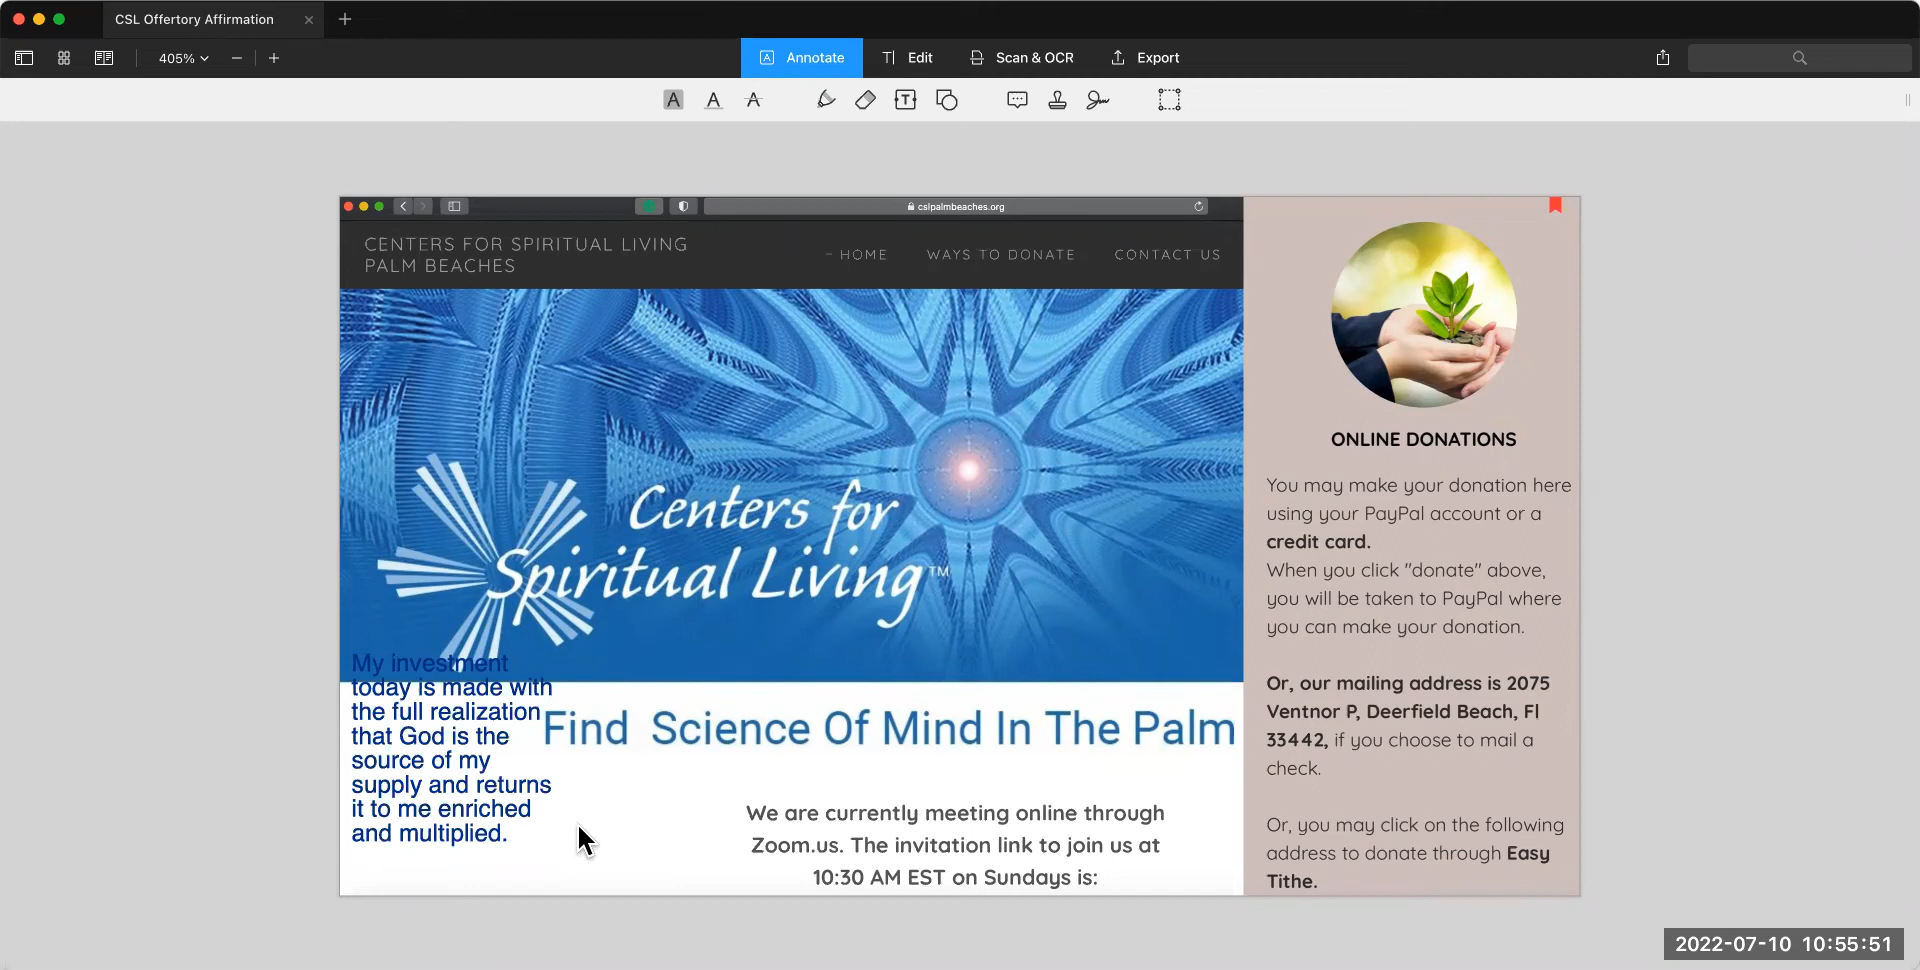 CSL Offertory Affirmation
405%
Annotate
Edit
Scan & OCR
Export
cslpalmbeaches.org
CENTERS FOR SPIRITUAL LIVING
PALM BEACHES
HOME
WAYS TO DONATE
CONTACT US
Centers for
Spiritual Living™
My investment
today is made with
the full realization
that God is the
source of my
supply and returns
it to me enriched
and multiplied.
Find Science Of Mind In The Palm
We are currently meeting online through
Zoom.us. The invitation link to join us at
10:30 AM EST on Sundays is:
ONLINE DONATIONS
You may make your donation here
using your PayPal account or a
credit card.
When you click "donate" above,
you will be taken to PayPal where
you can make your donation.
Or, our mailing address is 2075
Ventnor P, Deerfield Beach, Fl
33442, if you choose to mail a
check.
Or, you may click on the following
address to donate through Easy
Tithe.
2022-07-10 10:55:51